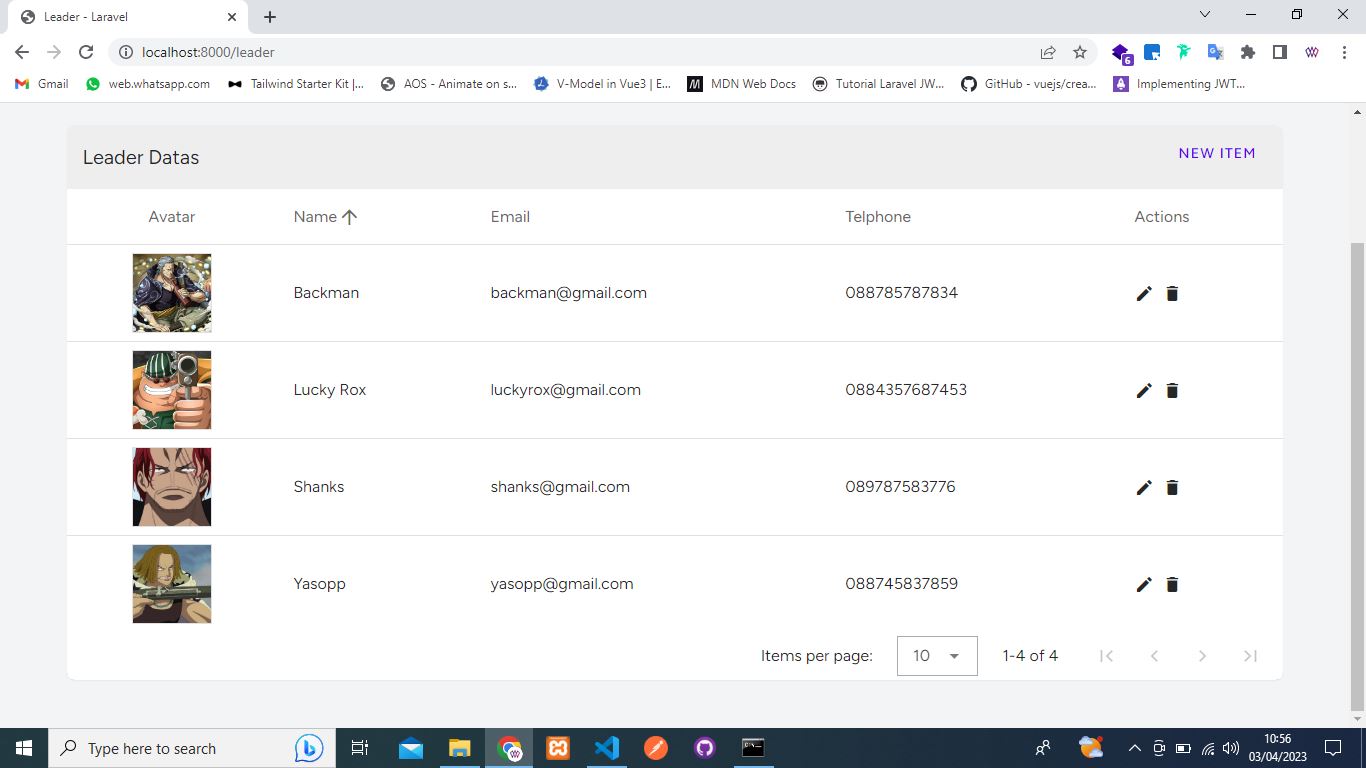 Leader - Laravel
localhost:8000/leader
6
Gmail web.whatsapp.com Tailwind Starter Kit |... AOS - Animate on s... V-Model in Vue3 | E... MDN Web Docs Tutorial Laravel JW... GitHub - vuejs/crea... Implementing JWT...
Leader Datas NEW ITEM
Avatar Name Email Telphone Actions
Backman backman@gmail.com 088785787834
Lucky Rox luckyrox@gmail.com 0884357687453
Shanks shanks@gmail.com 089787583776
Yasopp yasopp@gmail.com 088745837859
Items per page: 10 1-4 of 4
Type here to search
10:56
03/04/2023